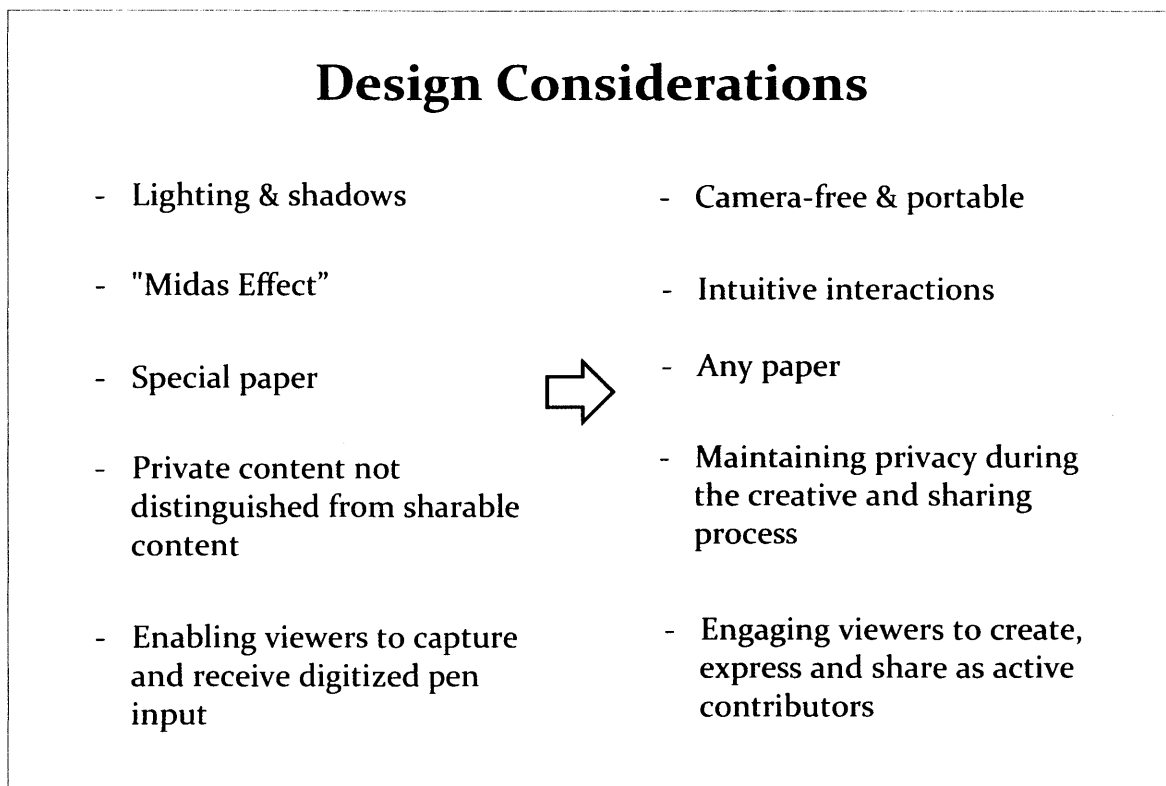 Design Considerations
- Lighting & shadows
- "Midas Effect”
- Special paper
- Private content not
distinguished from sharable
content
- Enabling viewers to capture
and receive digitized pen
input
- Camera-free & portable
- Intuitive interactions
- Any paper
- Maintaining privacy during
the creative and sharing
process
- Engaging viewers to create,
express and share as active
contributors